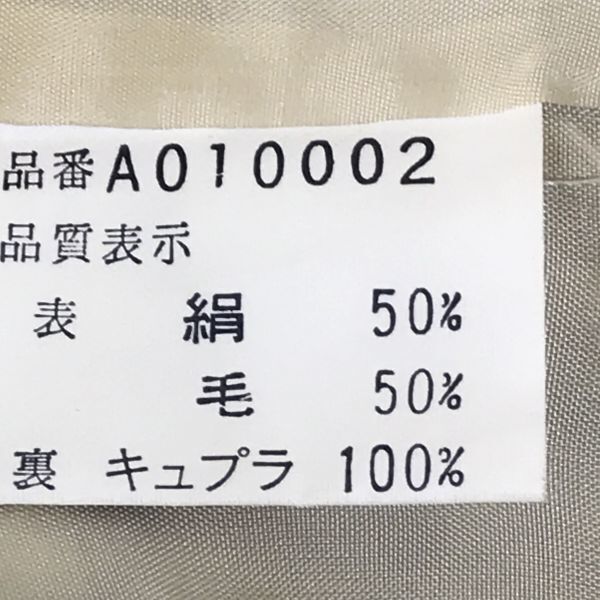 品番A010002
品質表示
表 絹 50%
毛 50%
裏 キュプラ 100%